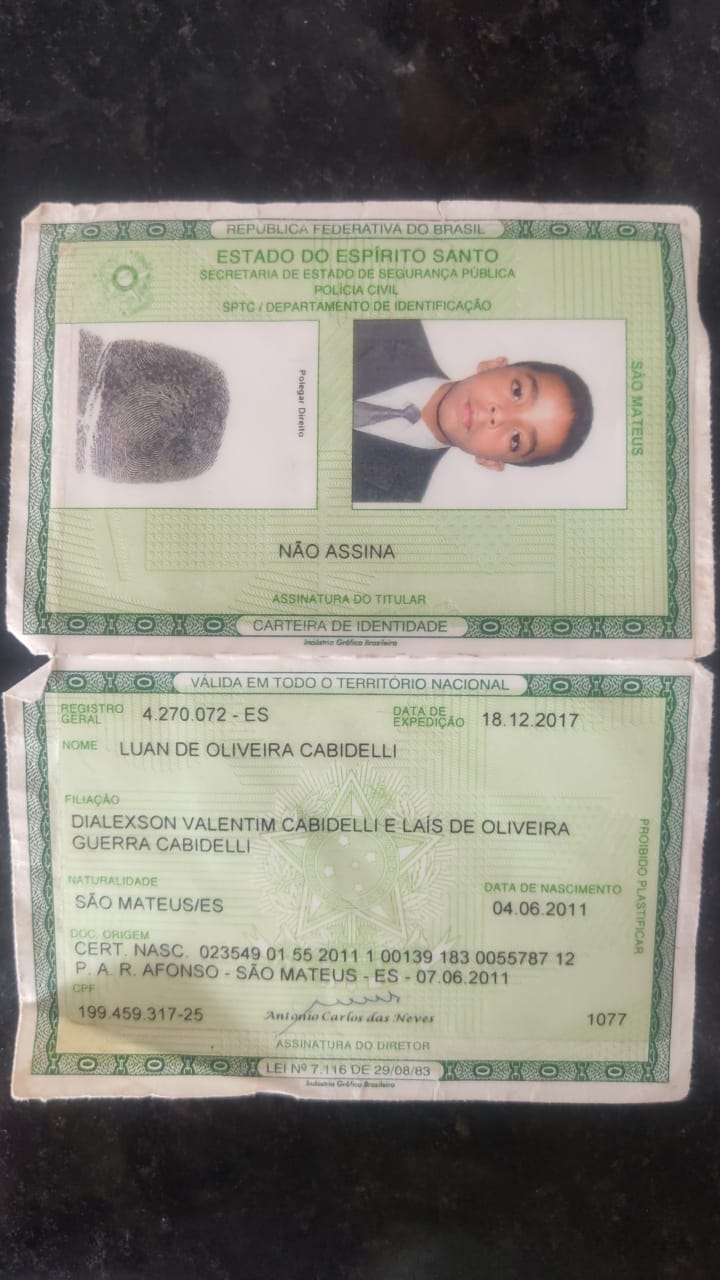 REPÚBLICA FEDERATIVA DO BRASIL
ESTADO DO ESPÍRITO SANTO
SECRETARIA DE ESTADO DE SEGURANÇA PÚBLICA
POLÍCIA CIVIL
SPTC / DEPARTAMENTO DE IDENTIFICAÇÃO
Polegar Direito
SÃO MATEUS
NÃO ASSINA
ASSINATURA DO TITULAR
CARTEIRA DE IDENTIDADE
Indústria Gráfica Brasileira
VÁLIDA EM TODO O TERRITÓRIO NACIONAL
REGISTRO GERAL 4.270.072 - ES DATA DE EXPEDIÇÃO 18.12.2017
NOME LUAN DE OLIVEIRA CABIDELLI
FILIAÇÃO
DIALEXSON VALENTIM CABIDELLI E LAÍS DE OLIVEIRA
GUERRA CABIDELLI
NATURALIDADE DATA DE NASCIMENTO
SÃO MATEUS/ES 04.06.2011
DOC. ORIGEM
CERT. NASC. 023549 01 55 2011 1 00139 183 0055787 12
P. A. R. AFONSO - SÃO MATEUS - ES - 07.06.2011
CPF
199.459.317-25 Antônio Carlos das Neves 1077
ASSINATURA DO DIRETOR
LEI Nº 7.116 DE 29/08/83
Indústria Gráfica Brasileira
PROIBIDO PLASTIFICAR